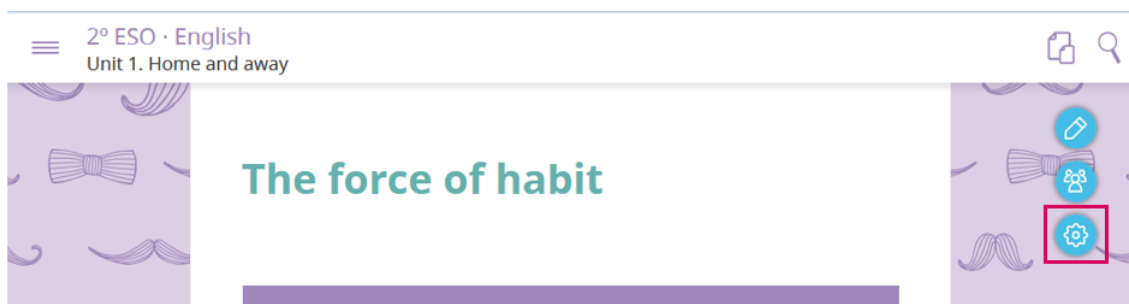 2º ESO · English
Unit 1. Home and away
The force of habit